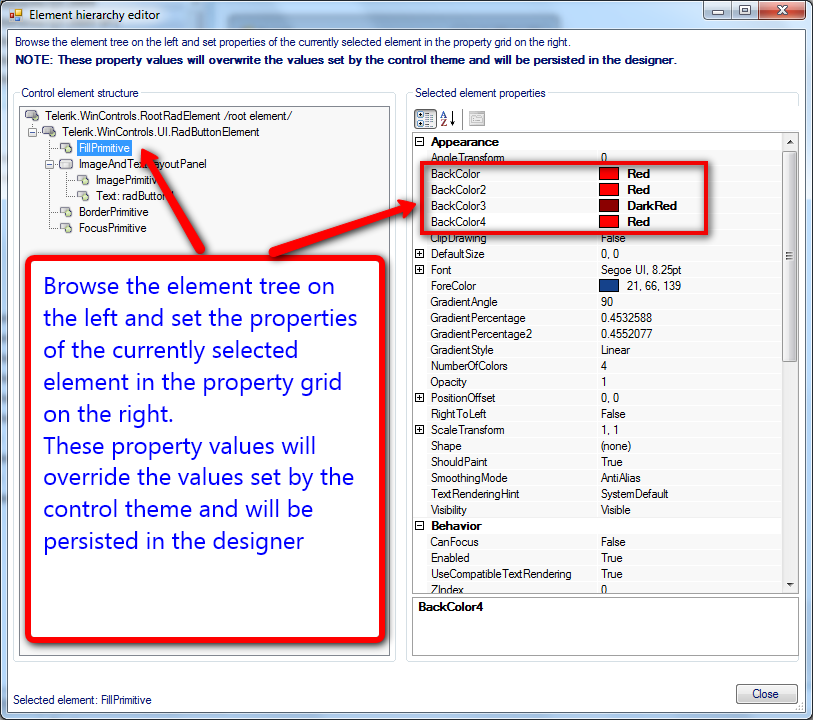 Element hierarchy editor
Browse the element tree on the left and set properties of the currently selected element in the property grid on the right.
NOTE: These property values will overwrite the values set by the control theme and will be persisted in the designer.
Control element structure
Telerik.WinControls.RootRadElement /root element/
Telerik.WinControls.UI.RadButtonElement
FillPrimitive
ImageAndTextLayoutPanel
ImagePrimitive
Text: radButton
BorderPrimitive
FocusPrimitive
Browse the element tree on
the left and set the properties
of the currently selected
element in the property grid
on the right.
These property values will
override the values set by the
control theme and will be
persisted in the designer
Selected element properties
Appearance
AngleTransform 0
BackColor Red
BackColor2 Red
BackColor3 DarkRed
BackColor4 Red
ClipDrawing False
DefaultSize 0, 0
Font Segoe UI, 8.25pt
ForeColor 21, 66, 139
GradientAngle 90
GradientPercentage 0.4532588
GradientPercentage2 0.4552077
GradientStyle Linear
NumberOfColors 4
Opacity 1
PositionOffset 0, 0
RightToLeft False
ScaleTransform 1, 1
Shape (none)
ShouldPaint True
SmoothingMode AntiAlias
TextRenderingHint SystemDefault
Visibility Visible
Behavior
CanFocus False
Enabled True
UseCompatibleTextRendering True
ZIndex 0
BackColor4
Close
Selected element: FillPrimitive